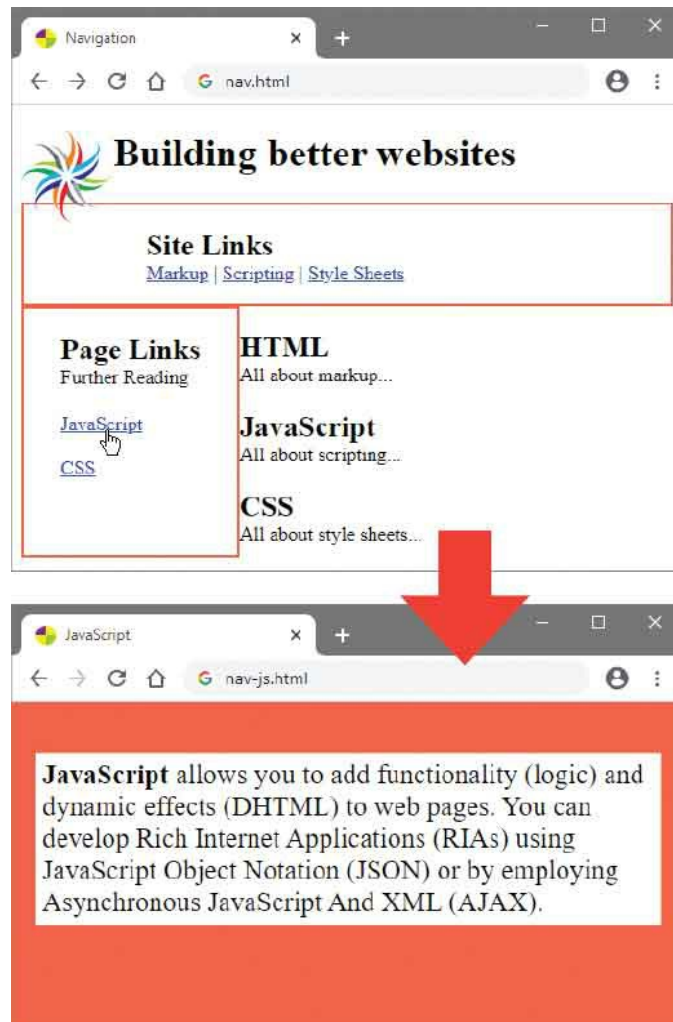 Navigation
nav.html
Building better websites
Site Links
Markup | Scripting | Style Sheets
Page Links
Further Reading
JavaScript
CSS
HTML
All about markup...
JavaScript
All about scripting...
CSS
All about style sheets...
JavaScript
nav-js.html
JavaScript allows you to add functionality (logic) and
dynamic effects (DHTML) to web pages. You can
develop Rich Internet Applications (RIAs) using
JavaScript Object Notation (JSON) or by employing
Asynchronous JavaScript And XML (AJAX).